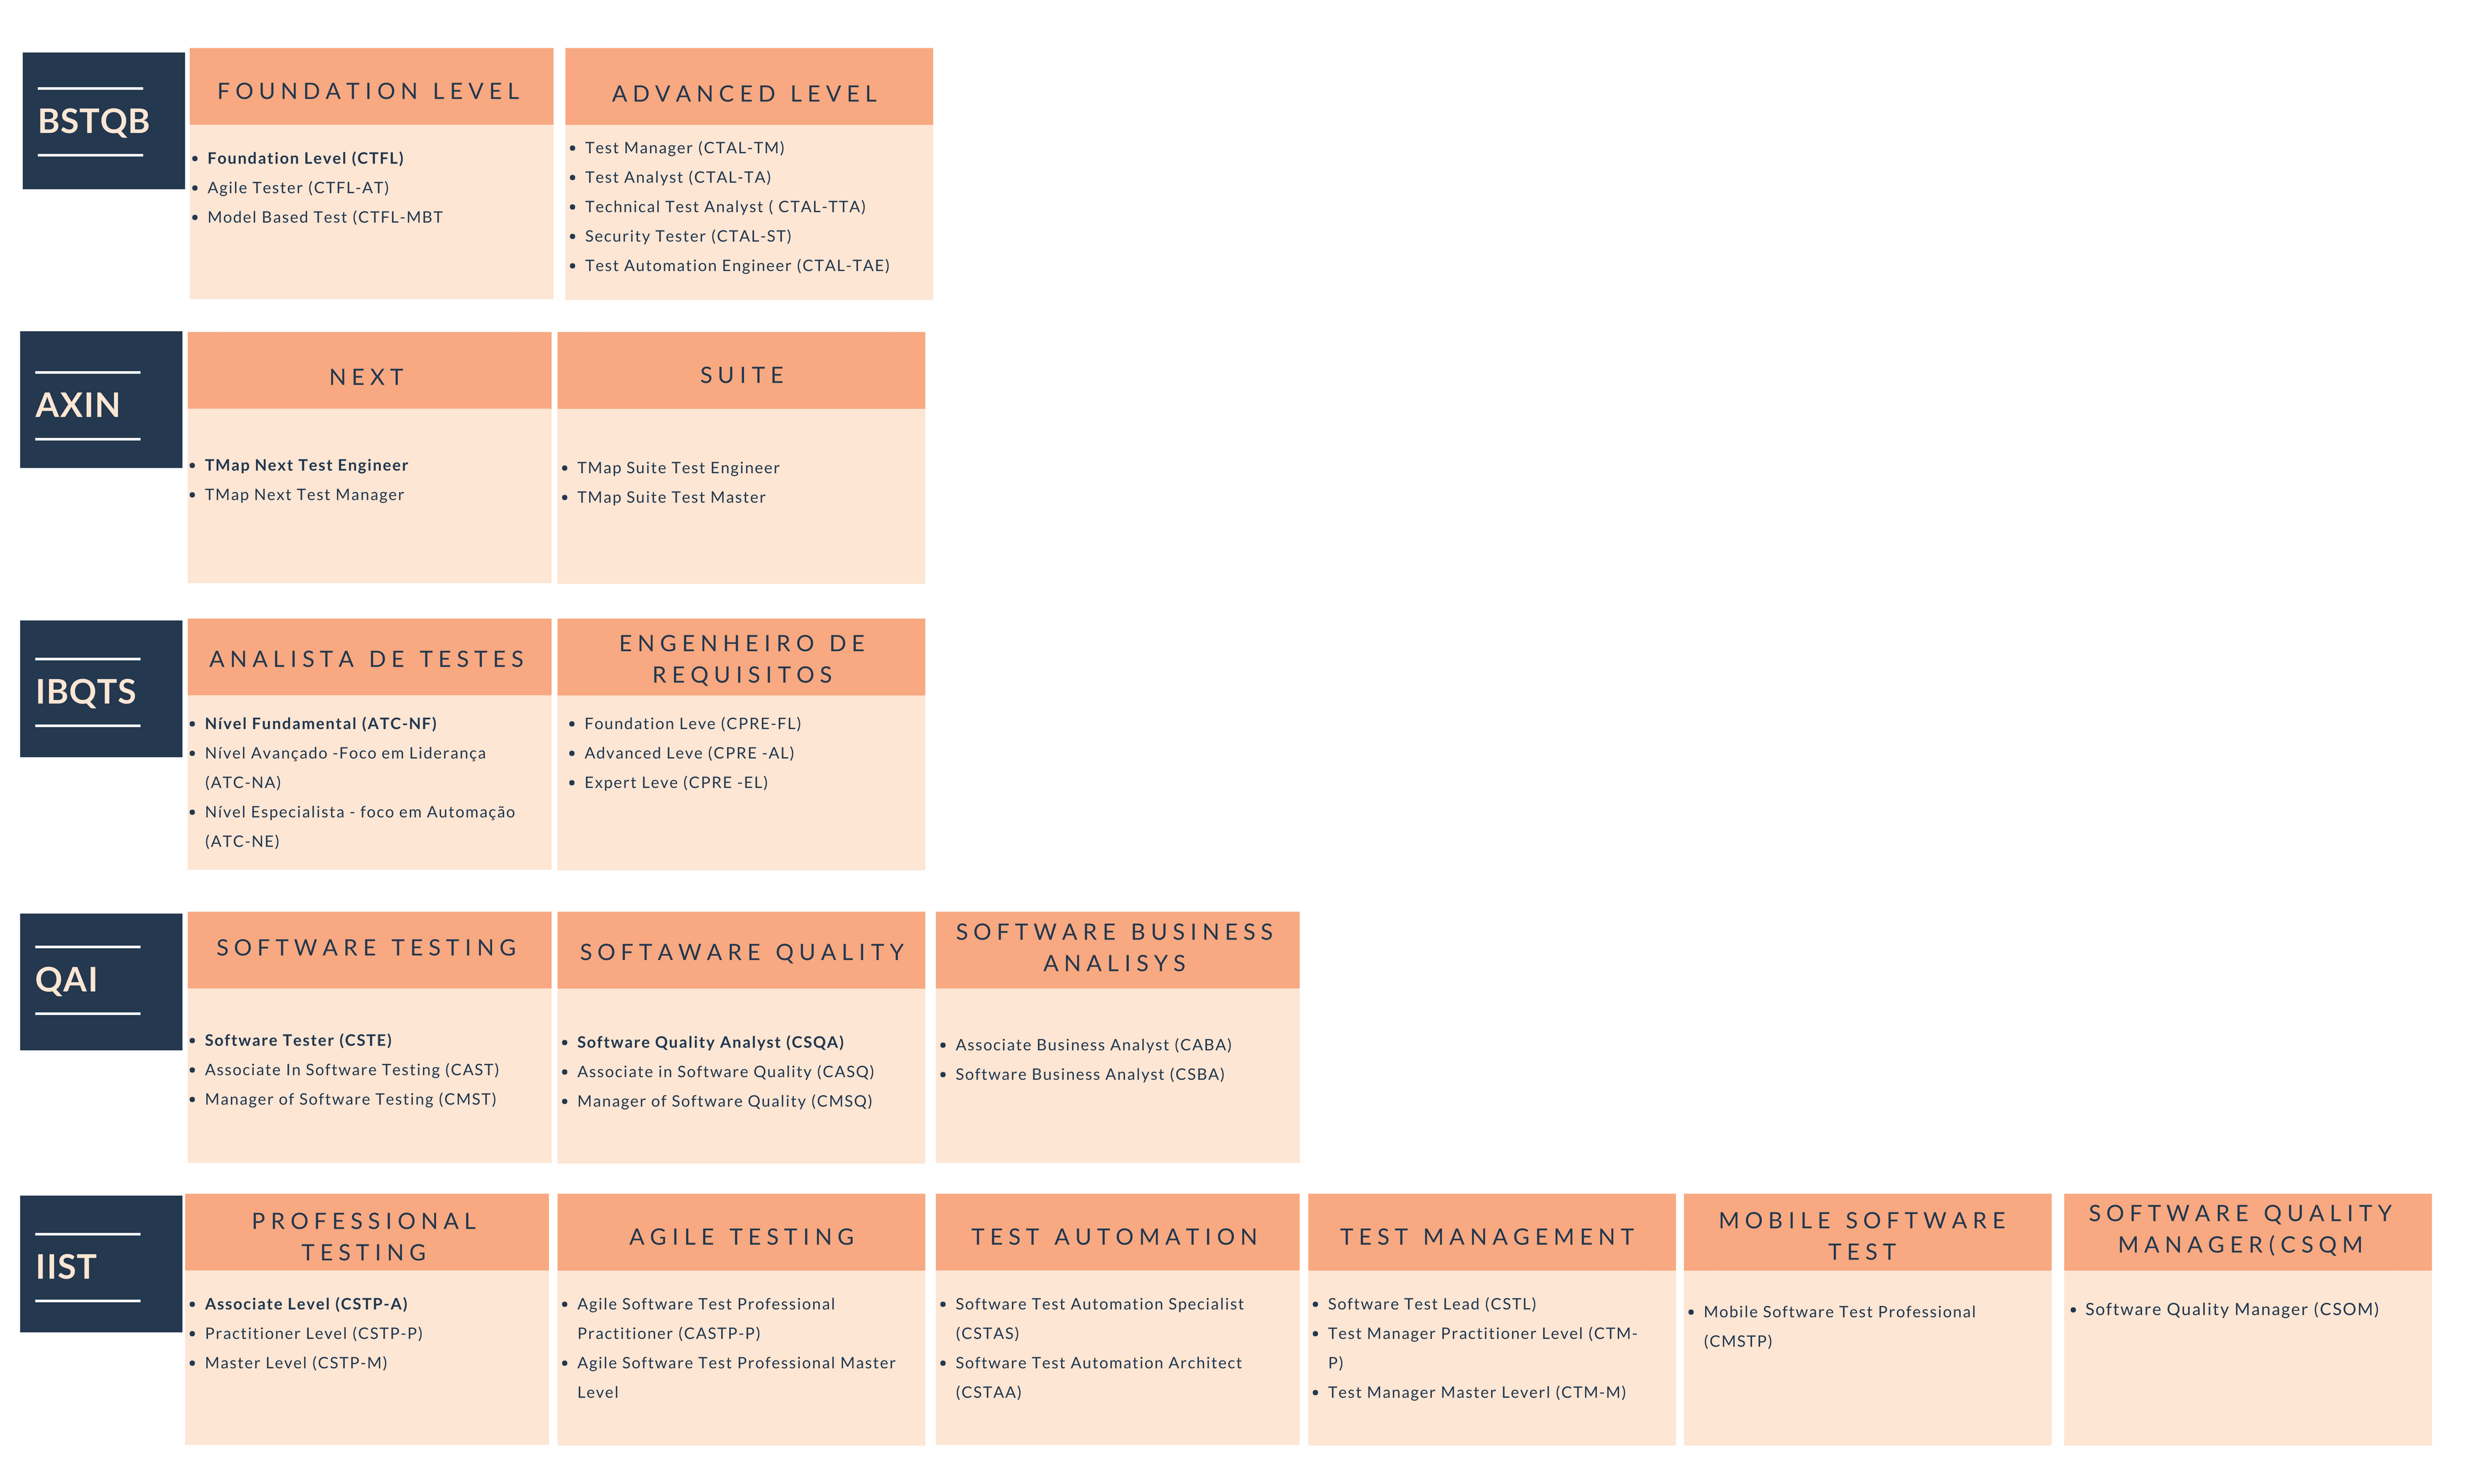 BSTQB
FOUNDATION LEVEL
Foundation Level (CTFL)
Agile Tester (CTFL-AT)
Model Based Test (CTFL-MBT
ADVANCED LEVEL
Test Manager (CTAL-TM)
Test Analyst (CTAL-TA)
Technical Test Analyst ( CTAL-TTA)
Security Tester (CTAL-ST)
Test Automation Engineer (CTAL-TAE)
AXIN
NEXT
TMap Next Test Engineer
TMap Next Test Manager
SUITE
TMap Suite Test Engineer
TMap Suite Test Master
IBQTS
ANALISTA DE TESTES
Nível Fundamental (ATC-NF)
Nível Avançado -Foco em Liderança
(ATC-NA)
Nível Especialista - foco em Automação
(ATC-NE)
ENGENHEIRO DE
REQUISITOS
Foundation Leve (CPRE-FL)
Advanced Leve (CPRE -AL)
Expert Leve (CPRE -EL)
QAI
SOFTWARE TESTING
Software Tester (CSTE)
Associate In Software Testing (CAST)
Manager of Software Testing (CMST)
SOFTAWARE QUALITY
Software Quality Analyst (CSQA)
Associate in Software Quality (CASQ)
Manager of Software Quality (CMSQ)
SOFTWARE BUSINESS
ANALISYS
Associate Business Analyst (CABA)
Software Business Analyst (CSBA)
IIST
PROFESSIONAL
TESTING
Associate Level (CSTP-A)
Practitioner Level (CSTP-P)
Master Level (CSTP-M)
AGILE TESTING
Agile Software Test Professional
Practitioner (CASTP-P)
Agile Software Test Professional Master
Level
TEST AUTOMATION
Software Test Automation Specialist
(CSTAS)
Software Test Automation Architect
(CSTAA)
TEST MANAGEMENT
Software Test Lead (CSTL)
Test Manager Practitioner Level (CTM-
P)
Test Manager Master Leverl (CTM-M)
MOBILE SOFTWARE
TEST
Mobile Software Test Professional
(CMSTP)
SOFTWARE QUALITY
MANAGER(CSQM
Software Quality Manager (CSOM)